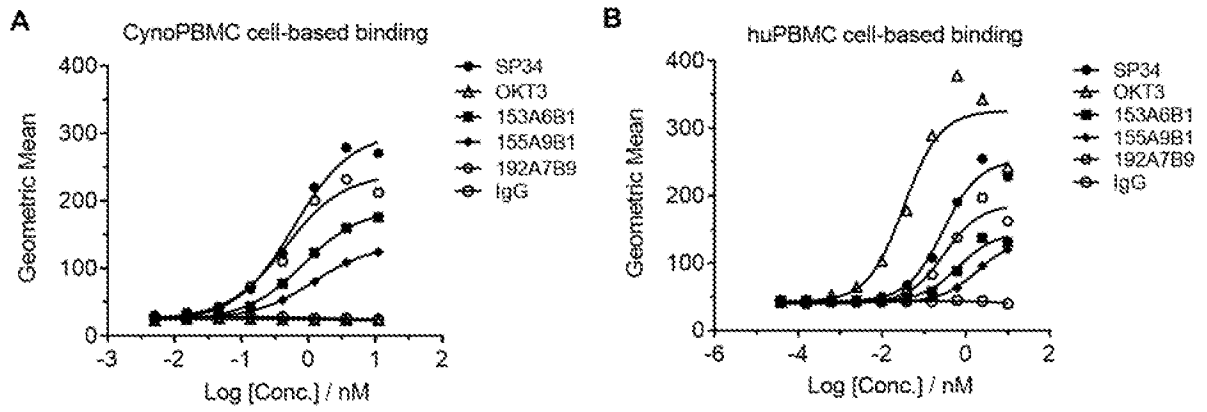 A
CynoPBMC cell-based binding
400
300
200
100
0
-3
-2
-1
0
1
2
Geometric Mean
Log [Conc.] / nM
SP34
OKT3
153A6B1
155A9B1
192A7B9
IgG
B
huPBMC cell-based binding
400
300
200
100
0
-6
-4
-2
0
2
Geometric Mean
Log [Conc.] / nM
SP34
OKT3
153A6B1
155A9B1
192A7B9
IgG